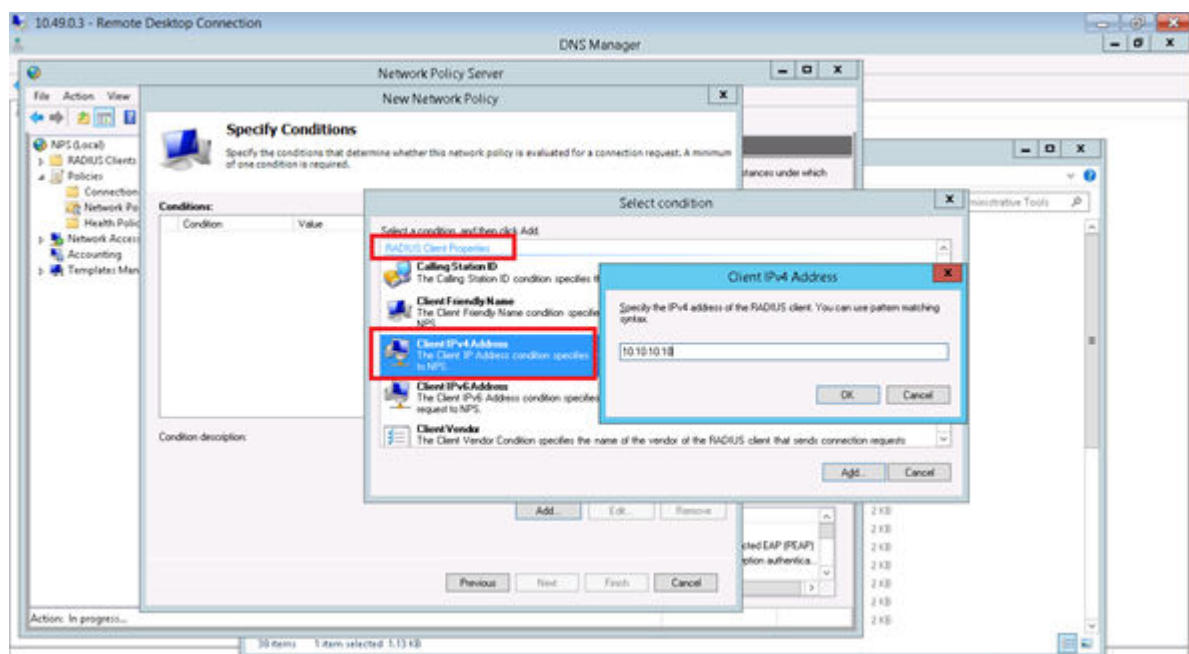 10.49.0.3 - Remote Desktop Connection
DNS Manager
Network Policy Server
File Action View
New Network Policy
Specify Conditions
Specify the conditions that determine whether this network policy is evaluated for a connection request. A minimum
of one condition is required.
NPS (Local)
RADIUS Clients
Policies
Connection
Network Po
Health Polic
Network Access
Accounting
Templates Man
stances under which
ministrative Tools
Conditions:
Condition Value
Select condition
Select a condition, and then click Add.
RADIUS Client Properties
Calling Station ID
The Calling Station ID condition specifies
Client Friendly Name
The Client Friendly Name condition specifie
NPS.
Client IPv4 Address
The Client IP Address condition specifies
to NPS.
Client IPv6 Address
The Client IPv6 Address condition specifies
request to NPS.
Client Vendor
The Client Vendor Condition specifies the name of the vendor of the RADIUS client that sends connection requests
Add... Cancel
Client IPv4 Address
Specify the IPv4 address of the RADIUS client. You can use pattern matching
syntax.
10.10.10.10
OK Cancel
Condition description:
Add... Edit... Remove
Previous Next Finish Cancel
cted EAP (PEAP)
ption authentica
2 KB
2 KB
2 KB
2 KB
2 KB
2 KB
2 KB
Action: In progress...
38 items 1 item selected 1.13 KB